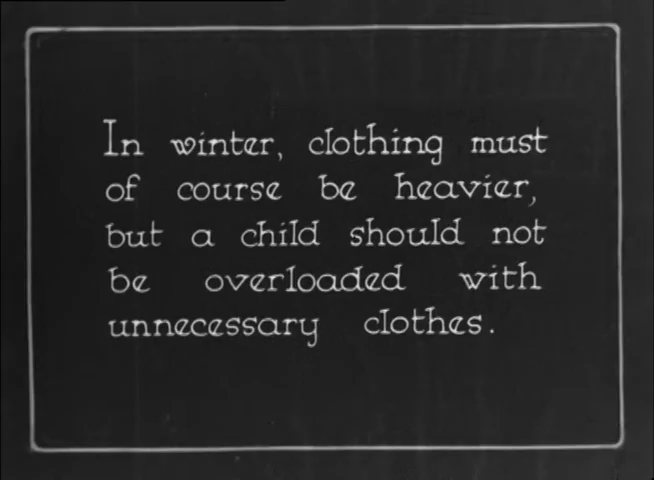 In winter, clothing must
of course be heavier,
but a child should not
be overloaded with
unnecessary clothes.